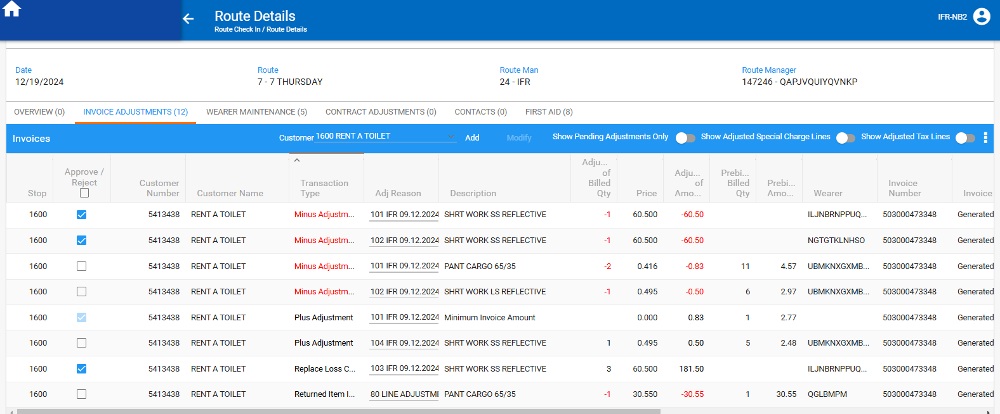 Route Details
Route Check In / Route Details
IFR-NB2
Date
Route
Route Man
Route Manager
12/19/2024
7 - 7 THURSDAY
24 - IFR
147246 - QAPJVQUIYQVNKP
OVERVIEW (0)
INVOICE ADJUSTMENTS (12)
WEARER MAINTENANCE (5)
CONTRACT ADJUSTMENTS (0)
CONTACTS (0)
FIRST AID (8)
Invoices
Customer 1600 RENT A TOILET
Add
Modify
Show Pending Adjustments Only
Show Adjusted Special Charge Lines
Show Adjusted Tax Lines
Stop
Approve /
Reject
Customer
Number
Customer Name
Transaction
Type
Adj Reason
Description
Adju...
of
Billed
Qty
Price
Adju...
of
Amo...
Prebi...
Billed
Qty
Prebi...
Amo...
Wearer
Invoice
Number
Invoice
1600 5413438 RENT A TOILET Minus Adjustm... 101 IFR 09.12.2024 SHRT WORK SS REFLECTIVE -1 60.500 -60.50 ILJNBRNPPUQ... 503000473348 Generated
1600 5413438 RENT A TOILET Minus Adjustm... 102 IFR 09.12.2024 SHRT WORK SS REFLECTIVE -1 60.500 -60.50 NGTGTKLNHSO 503000473348 Generated
1600 5413438 RENT A TOILET Minus Adjustm... 101 IFR 09.12.2024 PANT CARGO 65/35 -2 0.416 -0.83 11 4.57 UBMKNXGXMB... 503000473348 Generated
1600 5413438 RENT A TOILET Minus Adjustm... 102 IFR 09.12.2024 SHRT WORK LS REFLECTIVE -1 0.495 -0.50 6 2.97 UBMKNXGXMB... 503000473348 Generated
1600 5413438 RENT A TOILET Plus Adjustment 101 IFR 09.12.2024 Minimum Invoice Amount 0.000 0.83 1 2.77 503000473348 Generated
1600 5413438 RENT A TOILET Plus Adjustment 104 IFR 09.12.2024 SHRT WORK SS REFLECTIVE 1 0.495 0.50 5 2.48 UBMKNXGXMB... 503000473348 Generated
1600 5413438 RENT A TOILET Replace Loss C... 103 IFR 09.12.2024 SHRT WORK SS REFLECTIVE 3 60.500 181.50 ILJNBRNPPUQ... 503000473348 Generated
1600 5413438 RENT A TOILET Returned Item I... 80 LINE ADJUSTME PANT CARGO 65/35 -1 30.550 -30.55 1 30.55 QGLBMPM 503000473348 Generated